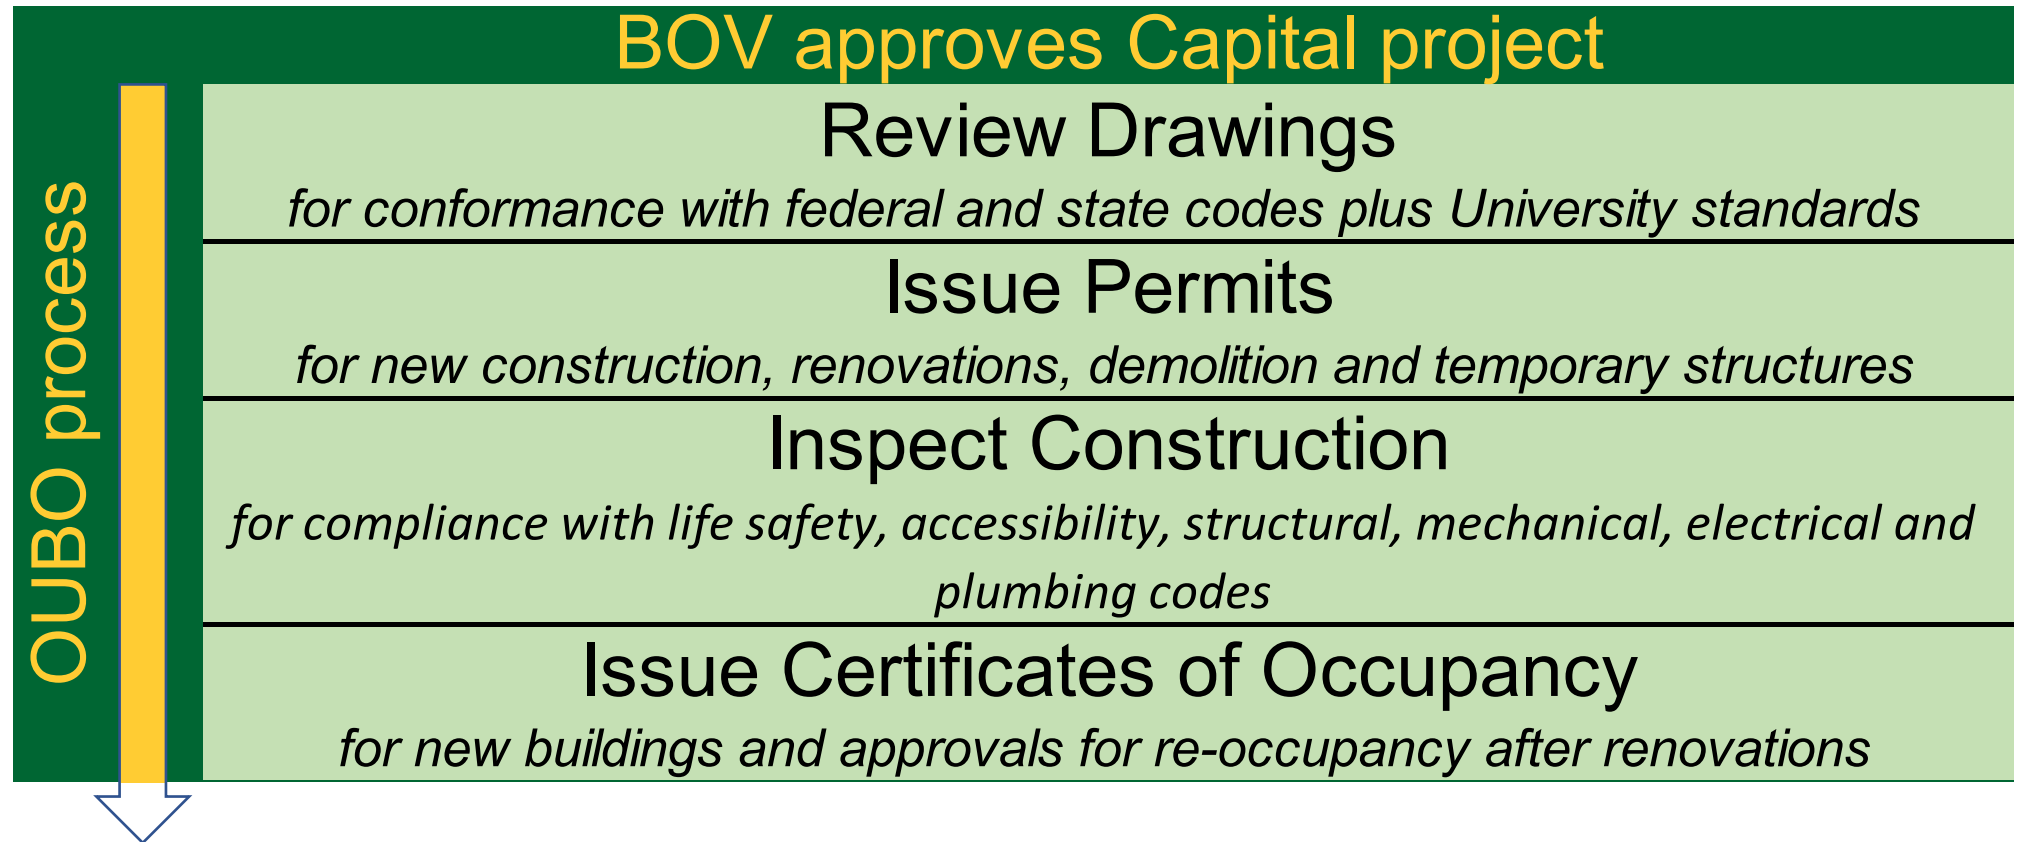 BOV approves Capital project
OUBO process
Review Drawings
for conformance with federal and state codes plus University standards
Issue Permits
for new construction, renovations, demolition and temporary structures
Inspect Construction
for compliance with life safety, accessibility, structural, mechanical, electrical and
plumbing codes
Issue Certificates of Occupancy
for new buildings and approvals for re-occupancy after renovations